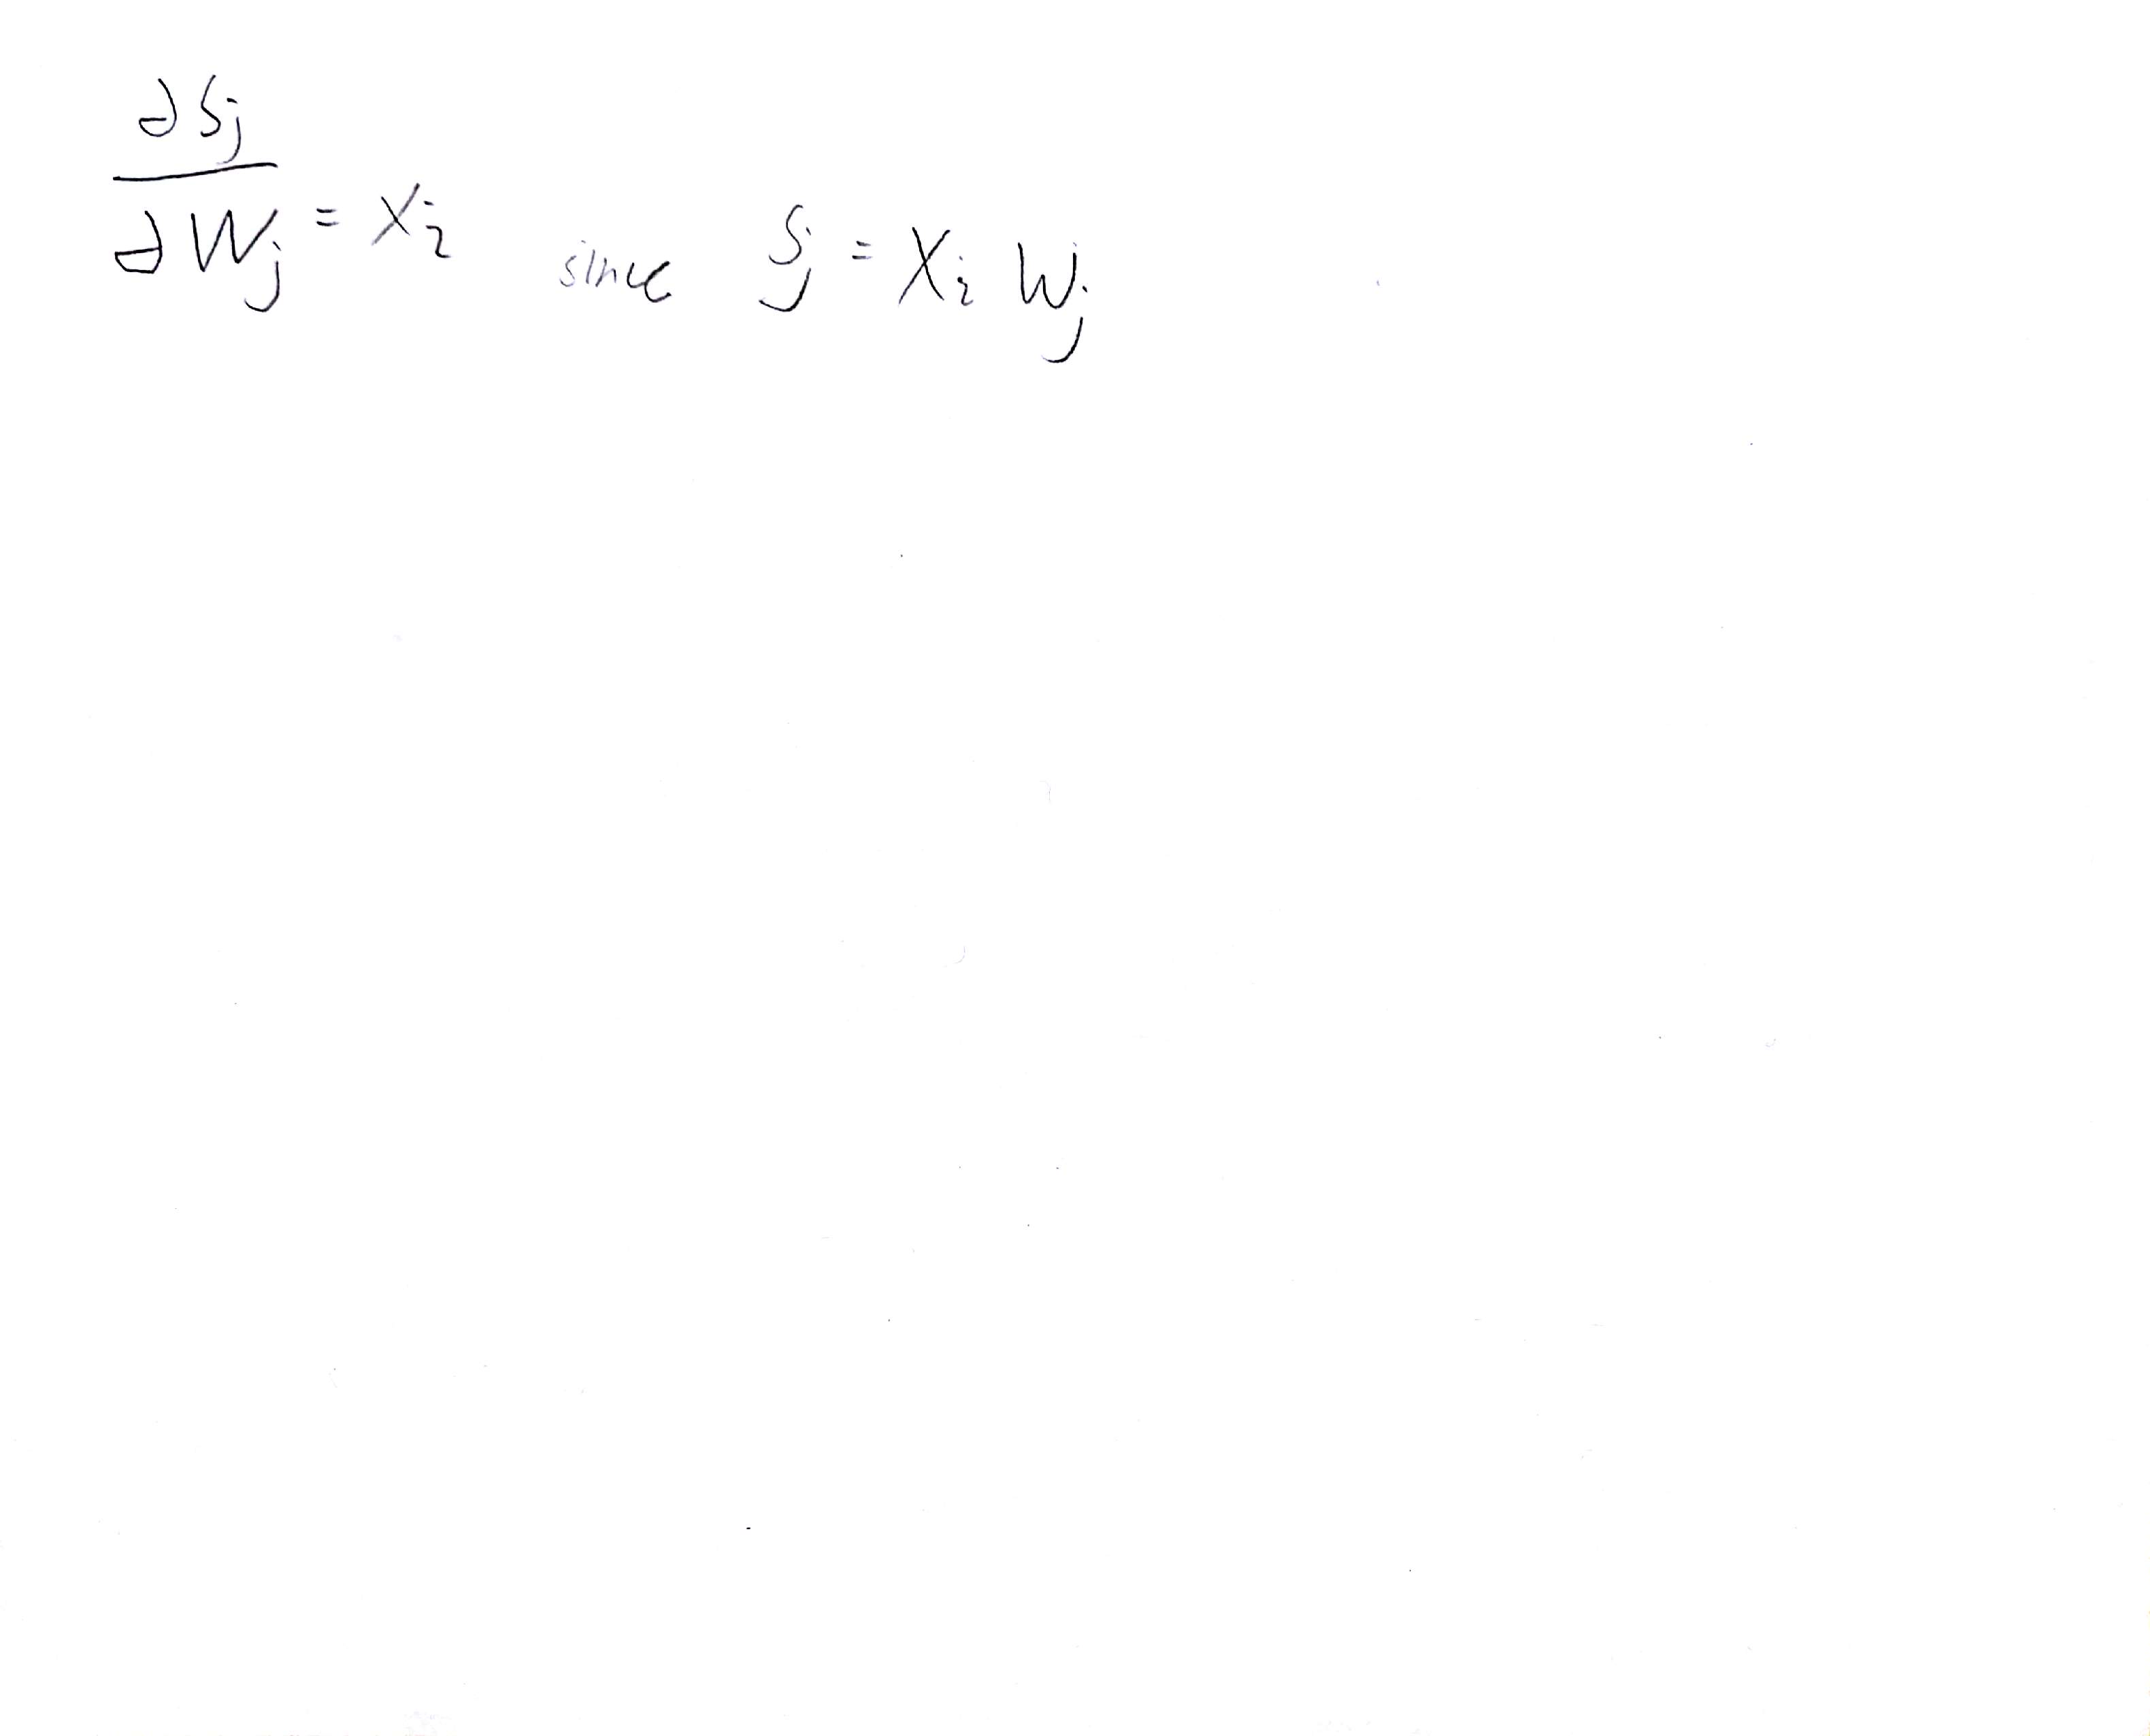 ∂Sj
∂Wj = Xi since Sj = Xi Wj